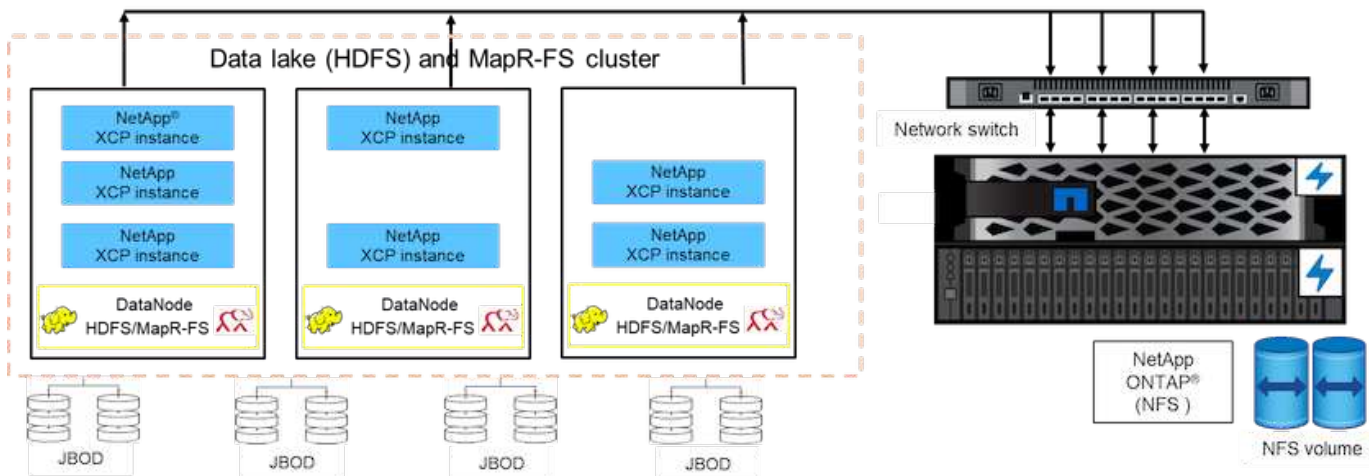 Data lake (HDFS) and MapR-FS cluster
NetApp®
XCP instance
NetApp
XCP instance
NetApp
XCP instance
DataNode
HDFS/MapR-FS
NetApp
XCP instance
NetApp
XCP instance
DataNode
HDFS/MapR-FS
NetApp
XCP instance
NetApp
XCP instance
DataNode
HDFS/MapR-FS
JBOD
JBOD
JBOD
JBOD
Network switch
NetApp
ONTAP®
(NFS )
NFS volume